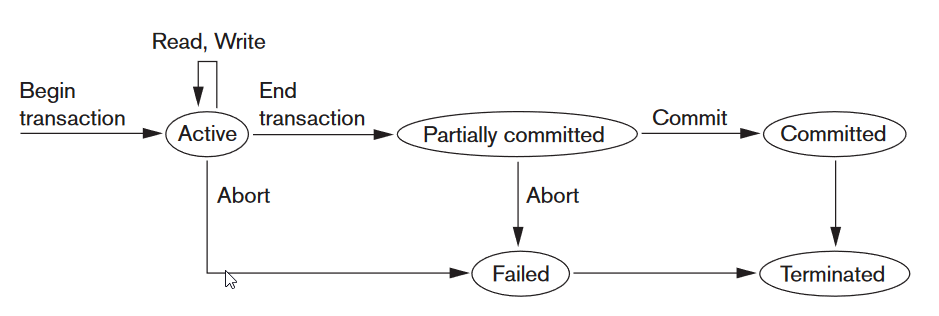 Read, Write
Begin
transaction
End
transaction
Active
Partially committed
Commit
Committed
Abort
Abort
Failed
Terminated